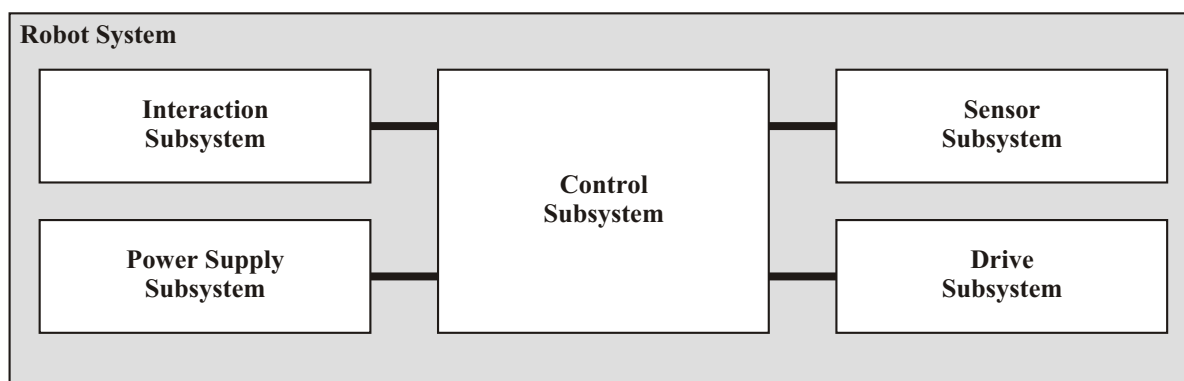 Robot System
Interaction
Subsystem
Power Supply
Subsystem
Control
Subsystem
Sensor
Subsystem
Drive
Subsystem